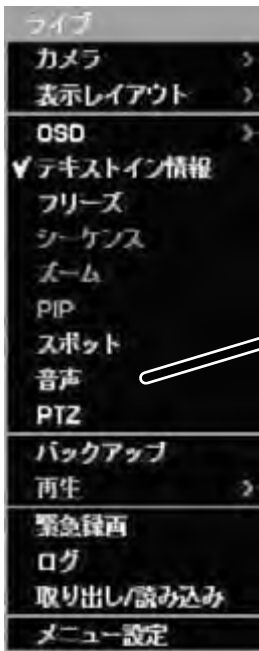 ライブ
カメラ
表示レイアウト
OSD
テキストイン情報
フリーズ
シーケンス
ズーム
PIP
スポット
音声
PTZ
バックアップ
再生
緊急録画
ログ
取り出し/読み込み
メニュー設定